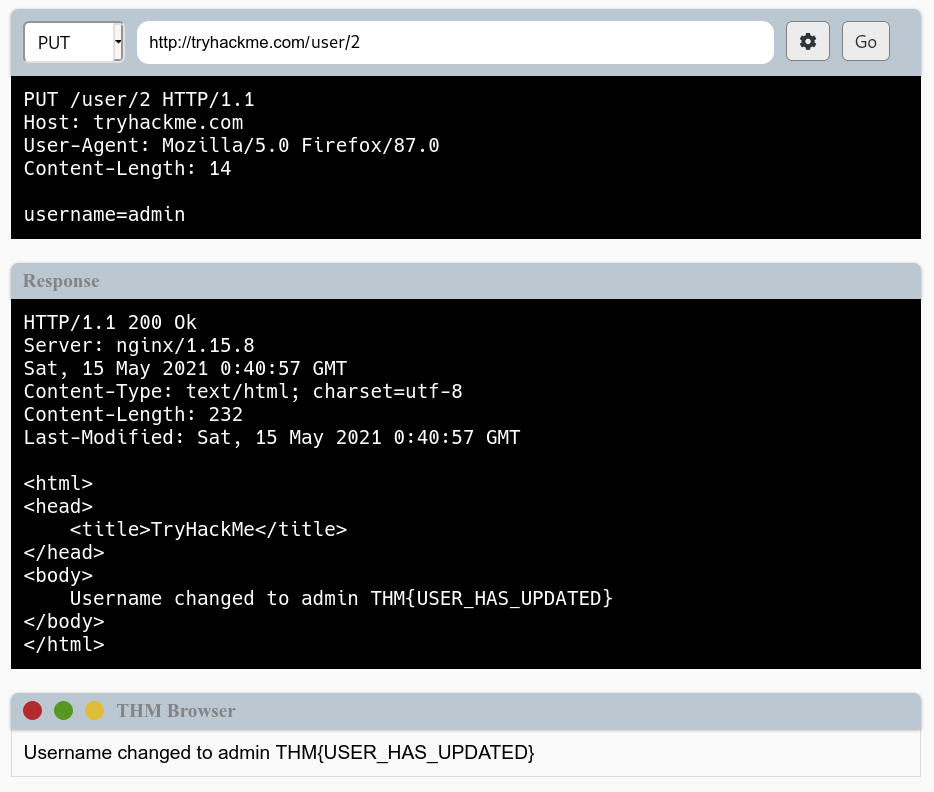 PUT
http://tryhackme.com/user/2
Go
PUT /user/2 HTTP/1.1
Host: tryhackme.com
User-Agent: Mozilla/5.0 Firefox/87.0
Content-Length: 14

username=admin
Response
HTTP/1.1 200 Ok
Server: nginx/1.15.8
Sat, 15 May 2021 0:40:57 GMT
Content-Type: text/html; charset=utf-8
Content-Length: 232
Last-Modified: Sat, 15 May 2021 0:40:57 GMT

<html>
<head>
    <title>TryHackMe</title>
</head>
<body>
    Username changed to admin THM{USER_HAS_UPDATED}
</body>
</html>
THM Browser
Username changed to admin THM{USER_HAS_UPDATED}